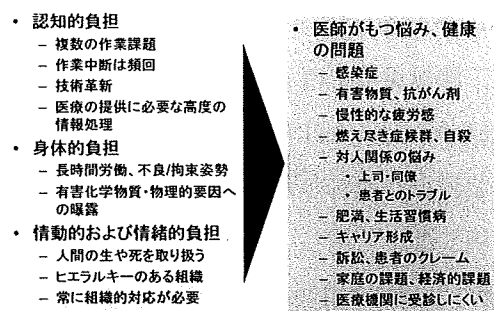 ・ 認知的負担
– 複数の作業課題
– 作業中断は頻回
– 技術革新
– 医療の提供に必要な高度の
情報処理
・ 身体的負担
– 長時間労働、不良/拘束姿勢
– 有害化学物質・物理的要因へ
の曝露
・ 情動的および情緒的負担
– 人間の生や死を取り扱う
– ヒエラルキーのある組織
– 常に組織的対応が必要
・ 医師がもつ悩み、健康
の問題
– 感染症
– 有害物質、抗がん剤
– 慢性的な疲労感
– 燃え尽き症候群、自殺
– 対人関係の悩み
・ 上司・同僚
・ 患者とのトラブル
– 肥満、生活習慣病
– キャリア形成
– 訴訟、患者のクレーム
– 家庭の課題、経済的課題
– 医療機関に受診しにくい